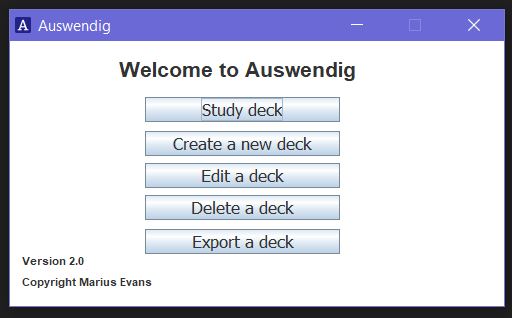 A Auswendig
Welcome to Auswendig
Study deck
Create a new deck
Edit a deck
Delete a deck
Export a deck
Version 2.0
Copyright Marius Evans